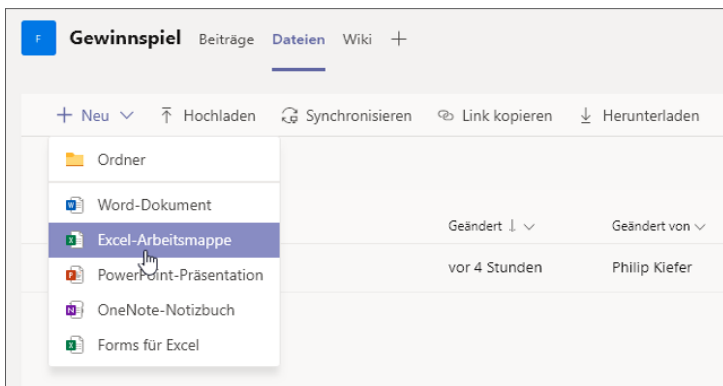 F Gewinnspiel Beiträge Dateien Wiki +
+ Neu Hochladen Synchronisieren Link kopieren Herunterladen
Ordner
Word-Dokument
Geändert ↓ Geändert von
Excel-Arbeitsmappe
vor 4 Stunden Philip Kiefer
PowerPoint-Präsentation
OneNote-Notizbuch
Forms für Excel